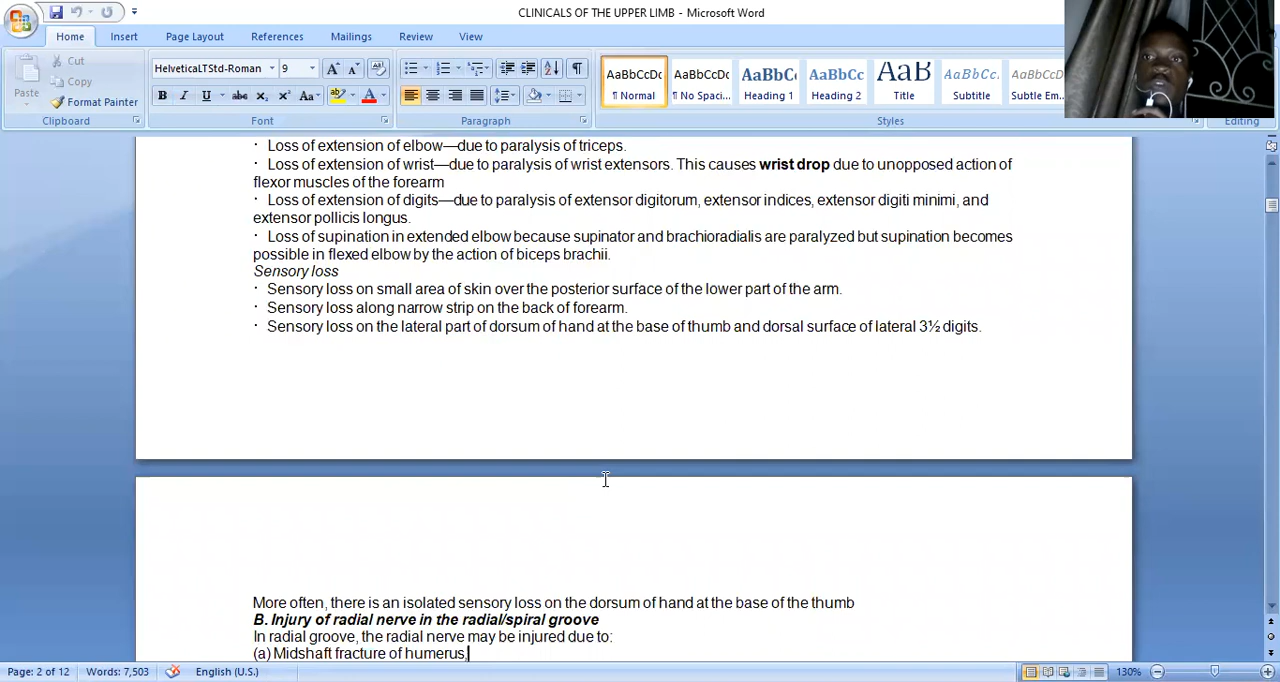 CLINICALS OF THE UPPER LIMB - Microsoft Word
Home Insert Page Layout References Mailings Review View
Paste Cut Copy Format Painter Clipboard
HelveticaLTStd-Roman 9
B I U abc X₂ X² Aa A
Font
Paragraph
AaBbCcDc AaBbCcDc AaBbCc AaBbCc AaB AaBbCc. AaBbCcDc
¶ Normal ¶ No Spaci... Heading 1 Heading 2 Title Subtitle Subtle Em...
Styles
Editing
· Loss of extension of elbow—due to paralysis of triceps.
· Loss of extension of wrist—due to paralysis of wrist extensors. This causes wrist drop due to unopposed action of
flexor muscles of the forearm
· Loss of extension of digits—due to paralysis of extensor digitorum, extensor indices, extensor digiti minimi, and
extensor pollicis longus.
· Loss of supination in extended elbow because supinator and brachioradialis are paralyzed but supination becomes
possible in flexed elbow by the action of biceps brachii.
Sensory loss
· Sensory loss on small area of skin over the posterior surface of the lower part of the arm.
· Sensory loss along narrow strip on the back of forearm.
· Sensory loss on the lateral part of dorsum of hand at the base of thumb and dorsal surface of lateral 3½ digits.
More often, there is an isolated sensory loss on the dorsum of hand at the base of the thumb
B. Injury of radial nerve in the radial/spiral groove
In radial groove, the radial nerve may be injured due to:
(a) Midshaft fracture of humerus,
Page: 2 of 12 Words: 7,503 English (U.S.) 130%